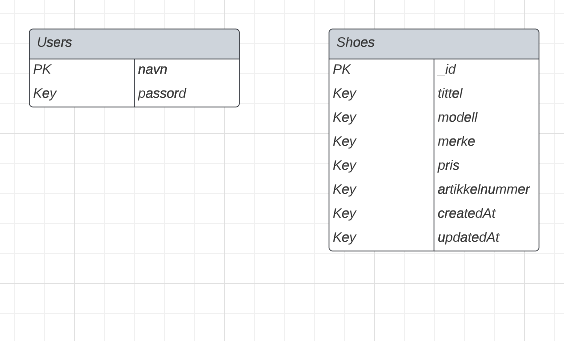 Users
PK navn
Key passord
Shoes
PK _id
Key tittel
Key modell
Key merke
Key pris
Key artikkelnummer
Key createdAt
Key updatedAt